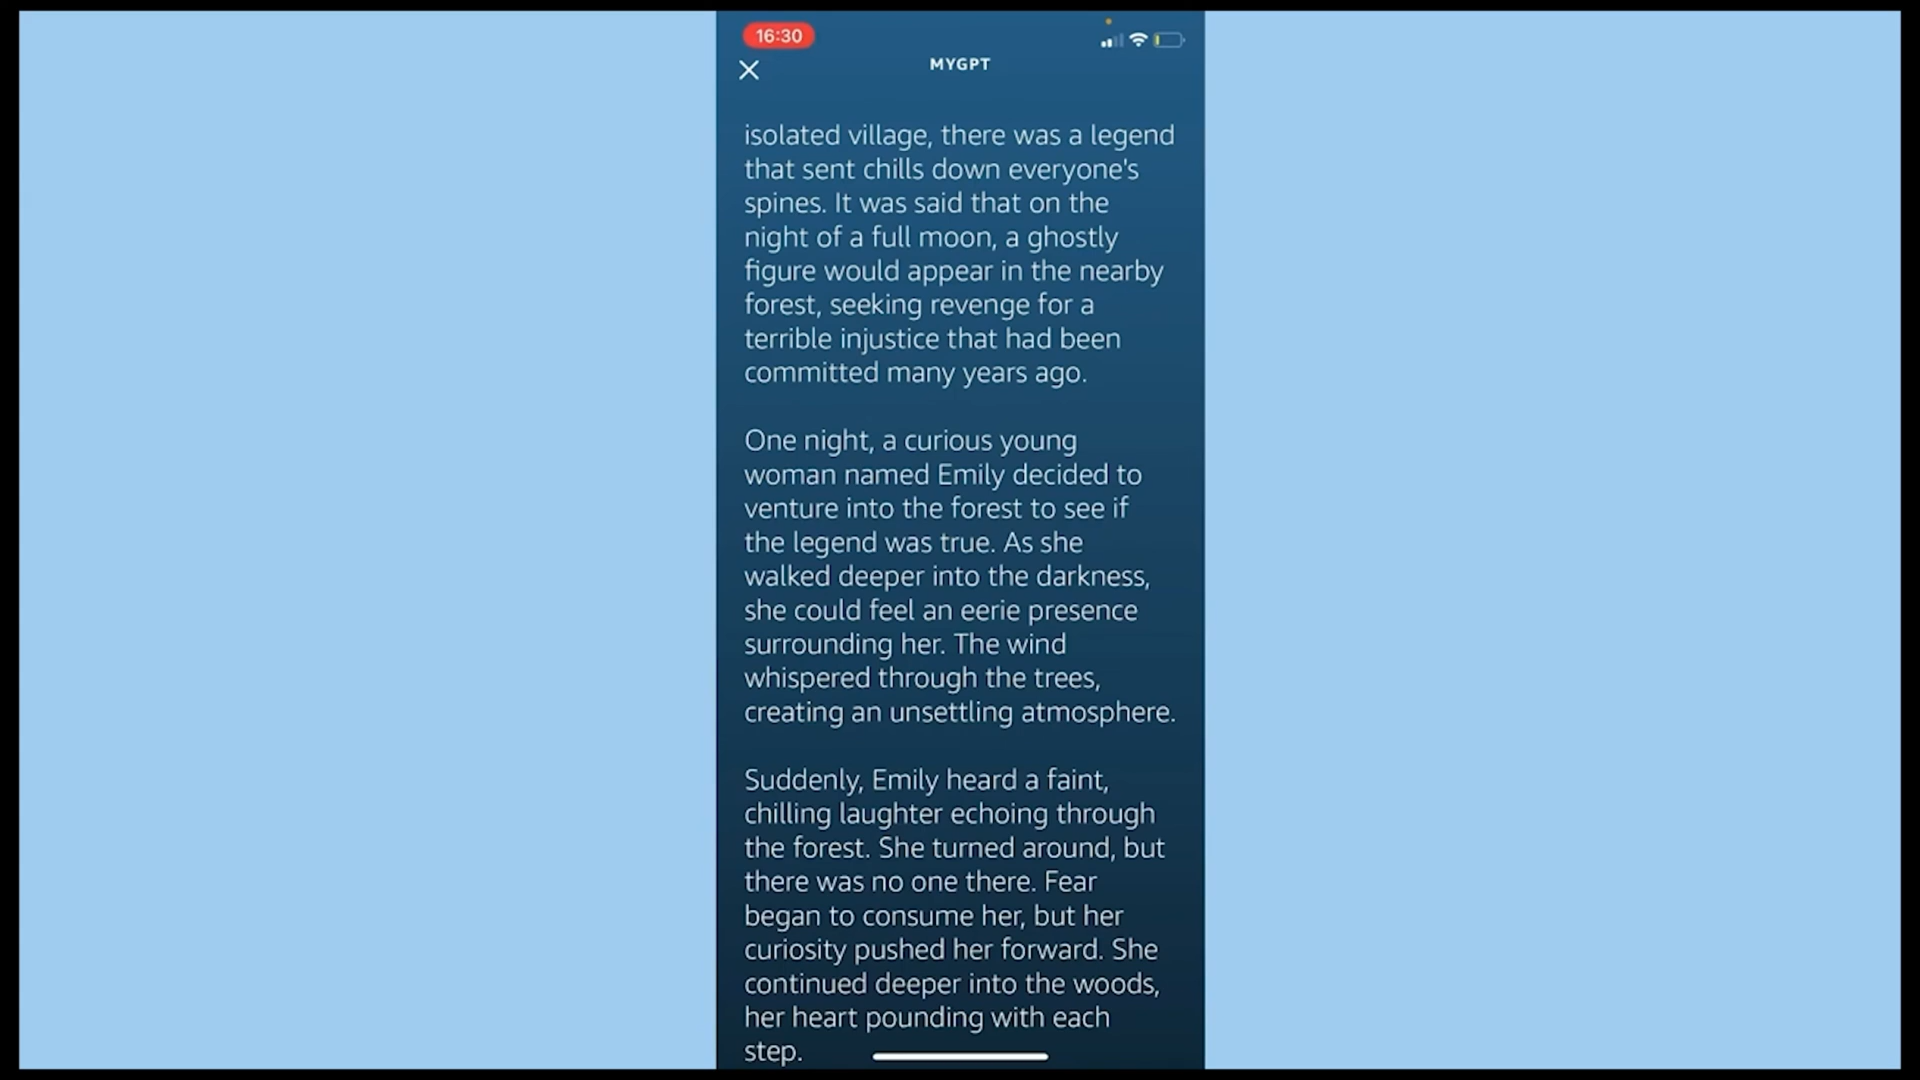 16:30
MYGPT
isolated village, there was a legend
that sent chills down everyone's
spines. It was said that on the
night of a full moon, a ghostly
figure would appear in the nearby
forest, seeking revenge for a
terrible injustice that had been
committed many years ago.
One night, a curious young
woman named Emily decided to
venture into the forest to see if
the legend was true. As she
walked deeper into the darkness,
she could feel an eerie presence
surrounding her. The wind
whispered through the trees,
creating an unsettling atmosphere.
Suddenly, Emily heard a faint,
chilling laughter echoing through
the forest. She turned around, but
there was no one there. Fear
began to consume her, but her
curiosity pushed her forward. She
continued deeper into the woods,
her heart pounding with each
step.